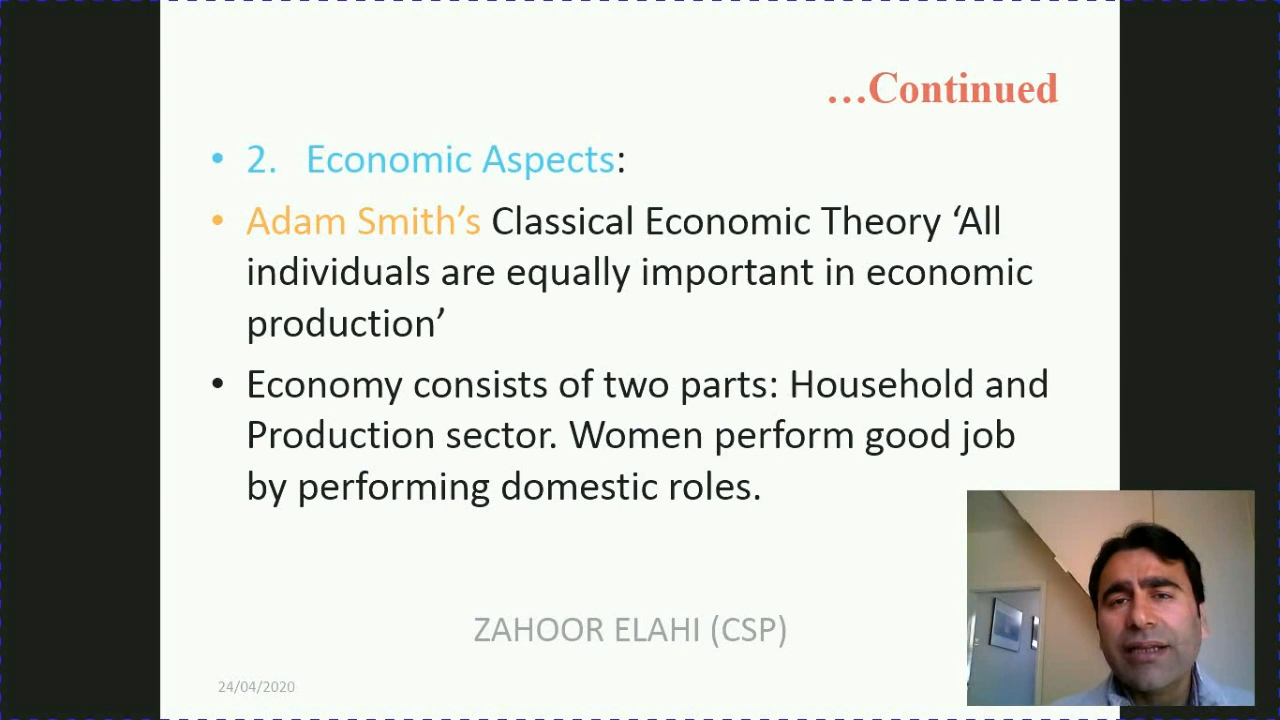 ...Continued
• 2. Economic Aspects:
• Adam Smith’s Classical Economic Theory ‘All
individuals are equally important in economic
production’
• Economy consists of two parts: Household and
Production sector. Women perform good job
by performing domestic roles.
ZAHOOR ELAHI (CSP)
24/04/2020